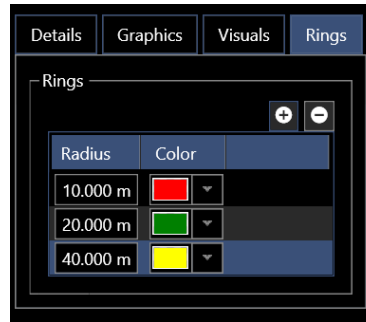 Details Graphics Visuals Rings
Rings
Radius Color
10.000 m
20.000 m
40.000 m